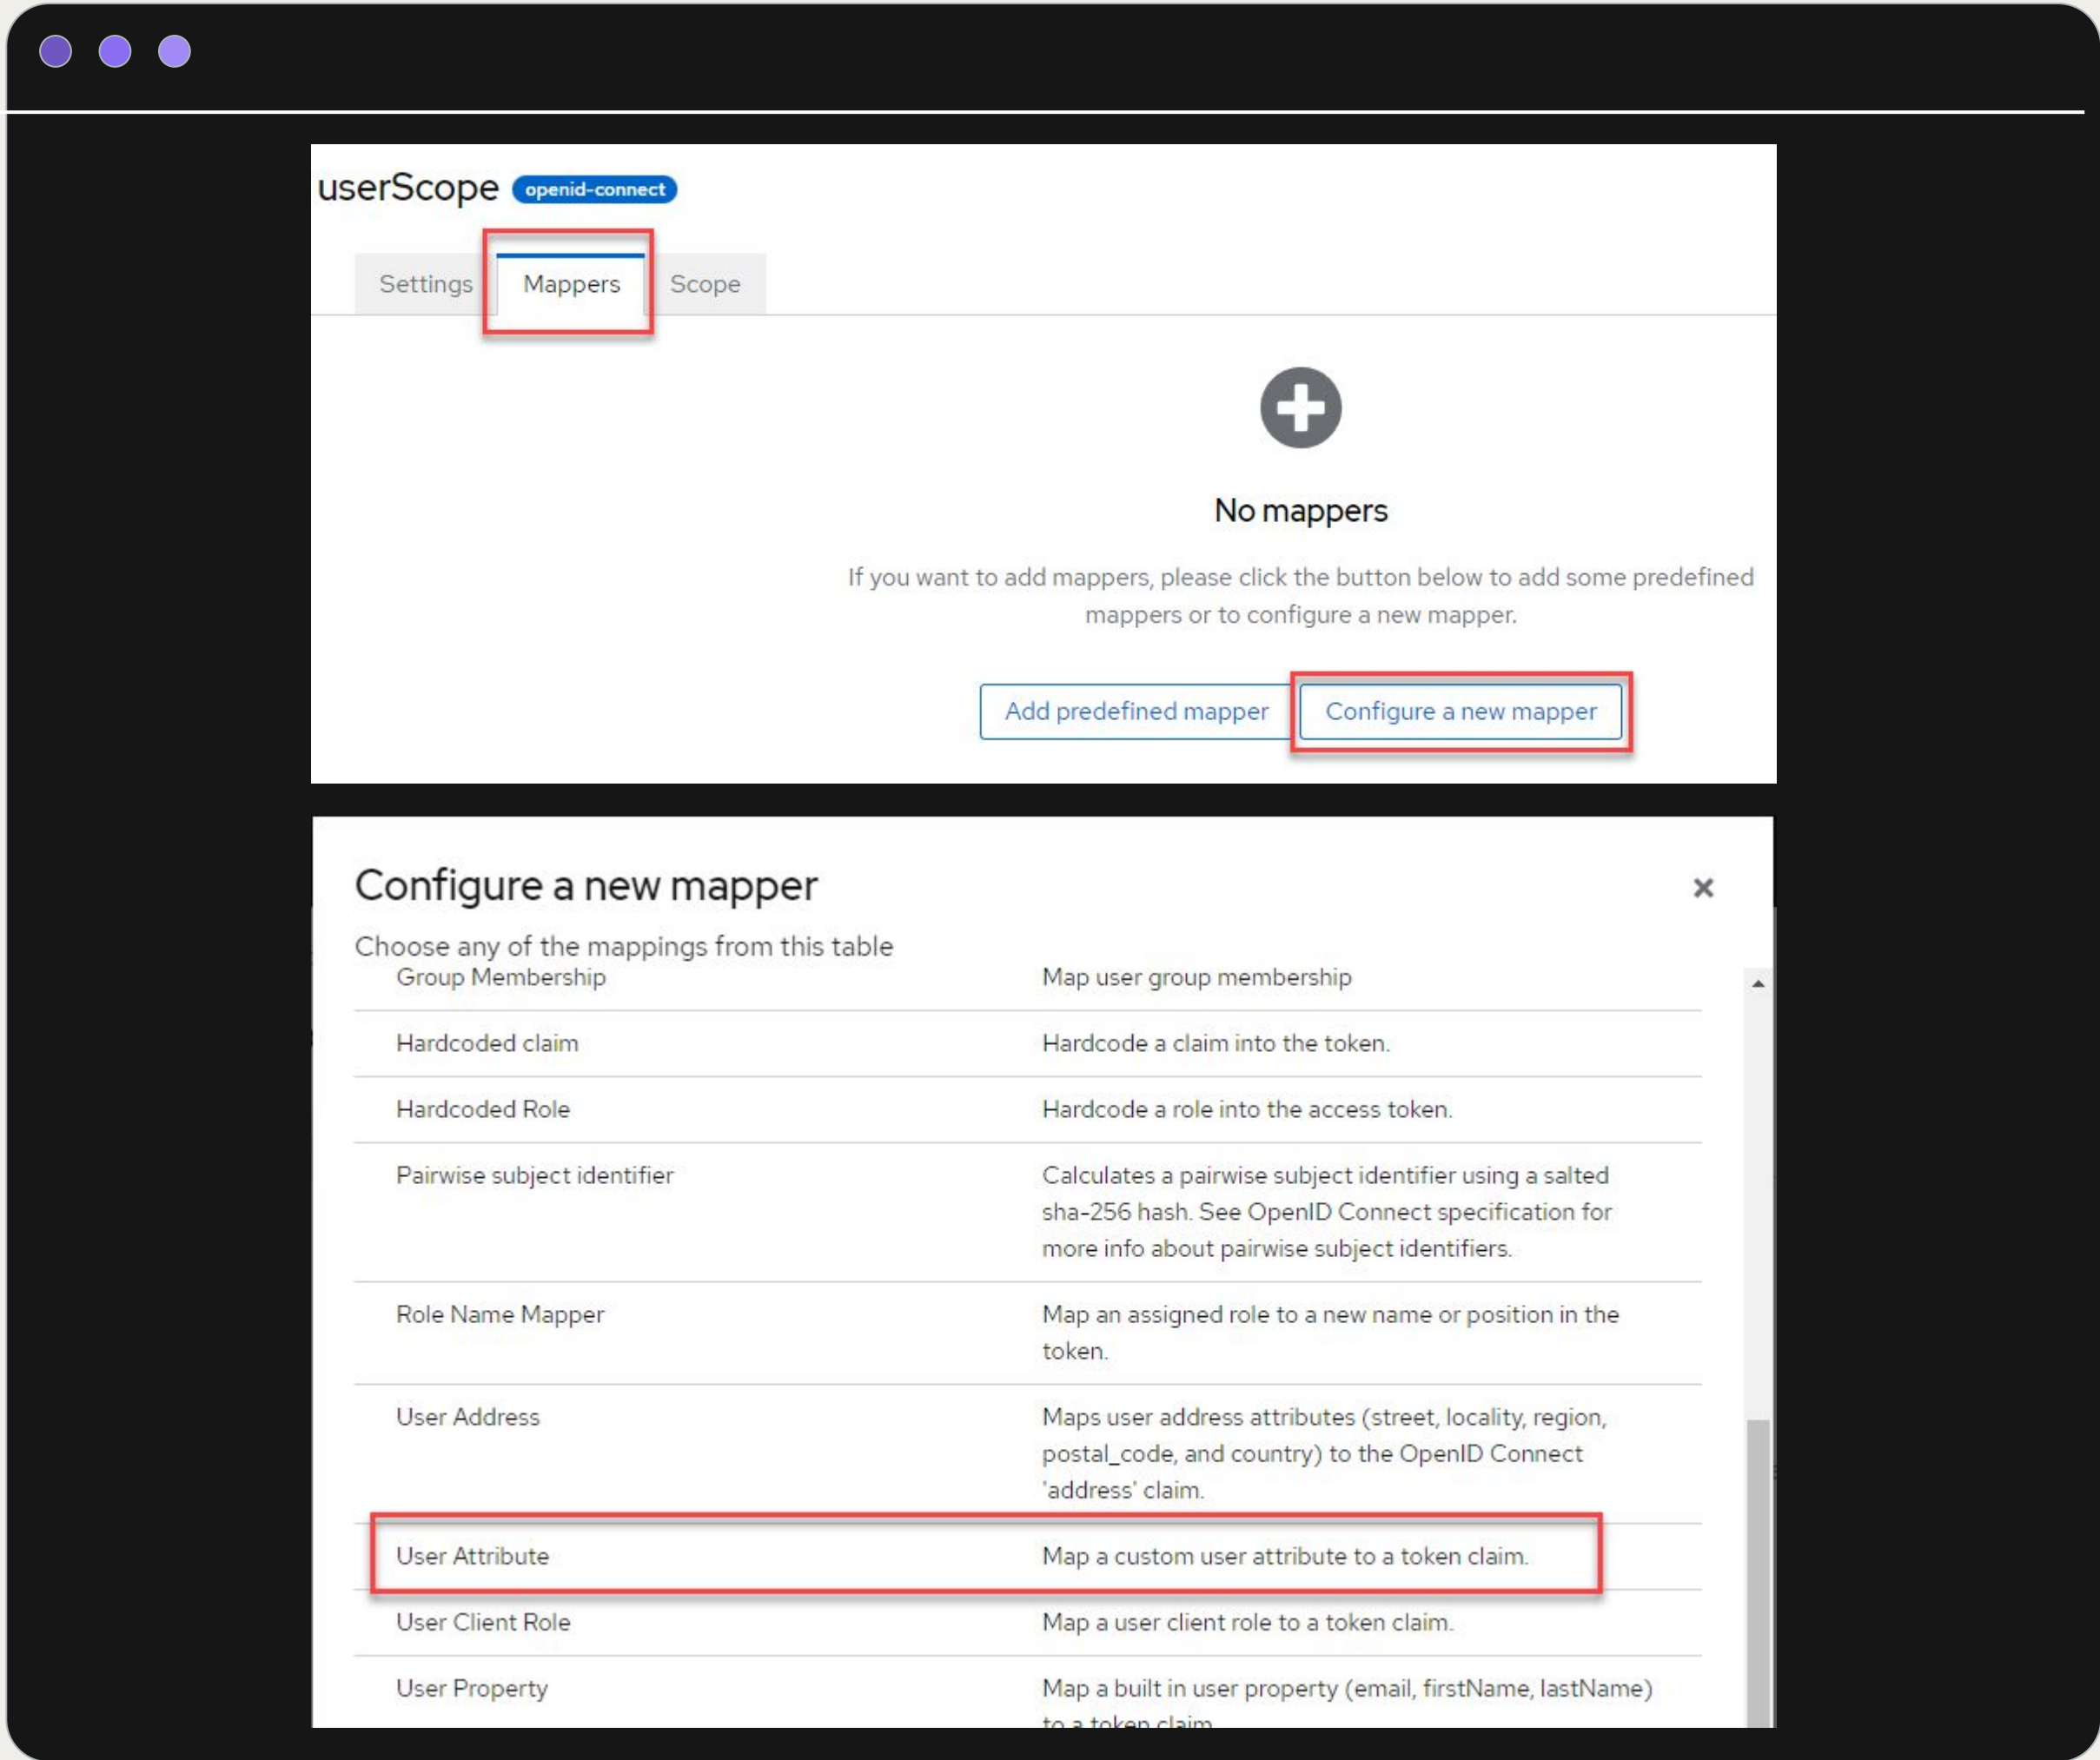 userScope openid-connect
Settings Mappers Scope
No mappers
If you want to add mappers, please click the button below to add some predefined
mappers or to configure a new mapper.
Add predefined mapper Configure a new mapper
Configure a new mapper
Choose any of the mappings from this table
Group Membership Map user group membership
Hardcoded claim Hardcode a claim into the token.
Hardcoded Role Hardcode a role into the access token.
Pairwise subject identifier Calculates a pairwise subject identifier using a salted
sha-256 hash. See OpenID Connect specification for
more info about pairwise subject identifiers.
Role Name Mapper Map an assigned role to a new name or position in the
token.
User Address Maps user address attributes (street, locality, region,
postal_code, and country) to the OpenID Connect
'address' claim.
User Attribute Map a custom user attribute to a token claim.
User Client Role Map a user client role to a token claim.
User Property Map a built in user property (email, firstName, lastName)
to a token claim